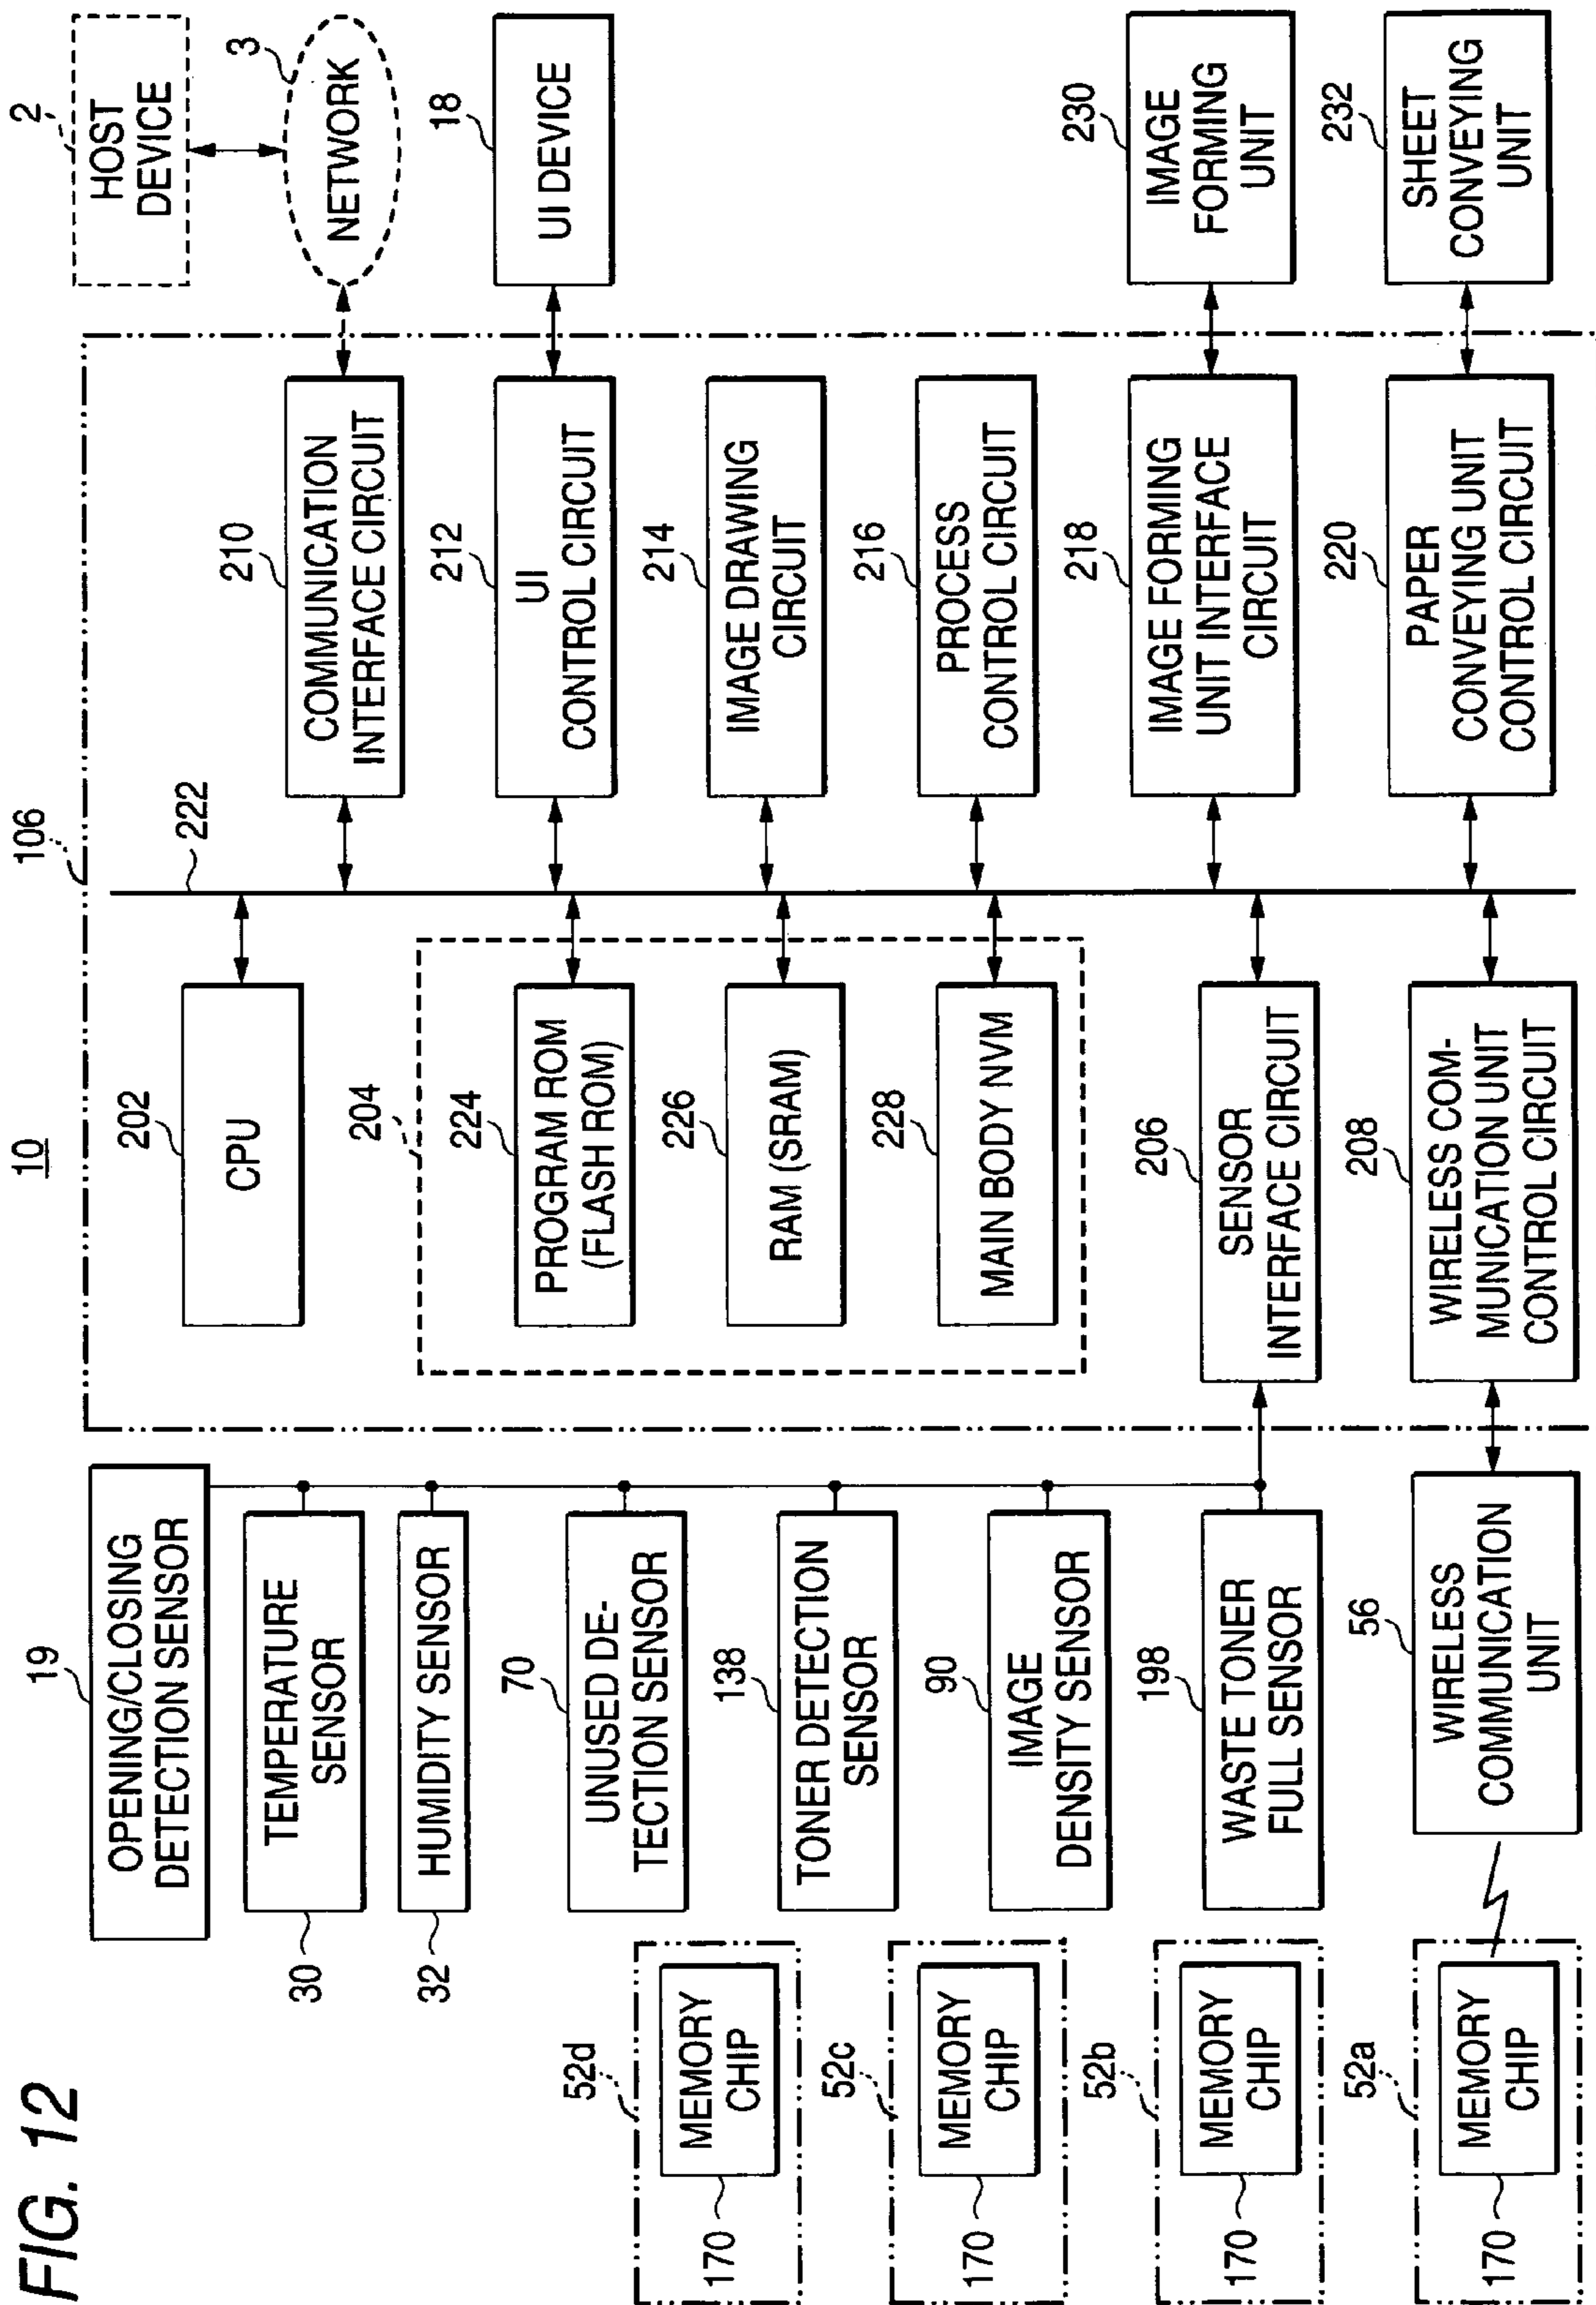 FIG. 12
10
106
222
2
HOST
DEVICE
3
NETWORK
18
UI DEVICE
230
IMAGE
FORMING
UNIT
232
SHEET
CONVEYING
UNIT
210
COMMUNICATION
INTERFACE CIRCUIT
212
UI
CONTROL CIRCUIT
214
IMAGE DRAWING
CIRCUIT
216
PROCESS
CONTROL CIRCUIT
218
IMAGE FORMING
UNIT INTERFACE
CIRCUIT
220
PAPER
CONVEYING UNIT
CONTROL CIRCUIT
202
CPU
204
224
PROGRAM ROM
(FLASH ROM)
226
RAM (SRAM)
228
MAIN BODY NVM
206
SENSOR
INTERFACE CIRCUIT
208
WIRELESS COM-
MUNICATION UNIT
CONTROL CIRCUIT
19
OPENING/CLOSING
DETECTION SENSOR
TEMPERATURE
SENSOR
30
HUMIDITY SENSOR
32
70
UNUSED DE-
TECTION SENSOR
138
TONER DETECTION
SENSOR
90
IMAGE
DENSITY SENSOR
198
WASTE TONER
FULL SENSOR
56
WIRELESS
COMMUNICATION
UNIT
52d
MEMORY
CHIP
170
52c
MEMORY
CHIP
170
52b
MEMORY
CHIP
170
52a
MEMORY
CHIP
170